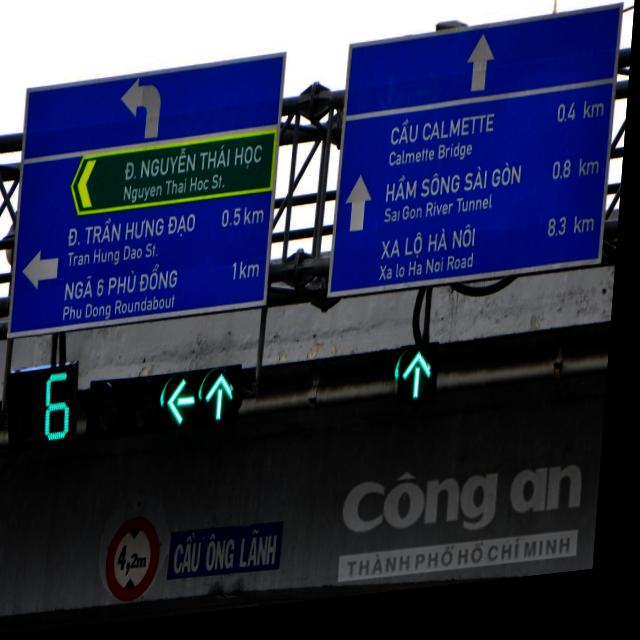 Đ. NGUYỄN THÁI HỌC
Nguyen Thai Hoc St.
Đ. TRẦN HƯNG ĐẠO 0.5 km
Tran Hung Dao St.
NGÃ 6 PHÙ ĐỔNG 1km
Phu Dong Roundabout
CẦU CALMETTE 0.4 km
Calmette Bridge
HẦM SÔNG SÀI GÒN 0.8 km
Sai Gon River Tunnel
XA LỘ HÀ NỘI 8.3 km
Xa lo Ha Noi Road
6
4,2m
CẦU ÔNG LÃNH
Công an
THÀNH PHỐ HỒ CHÍ MINH